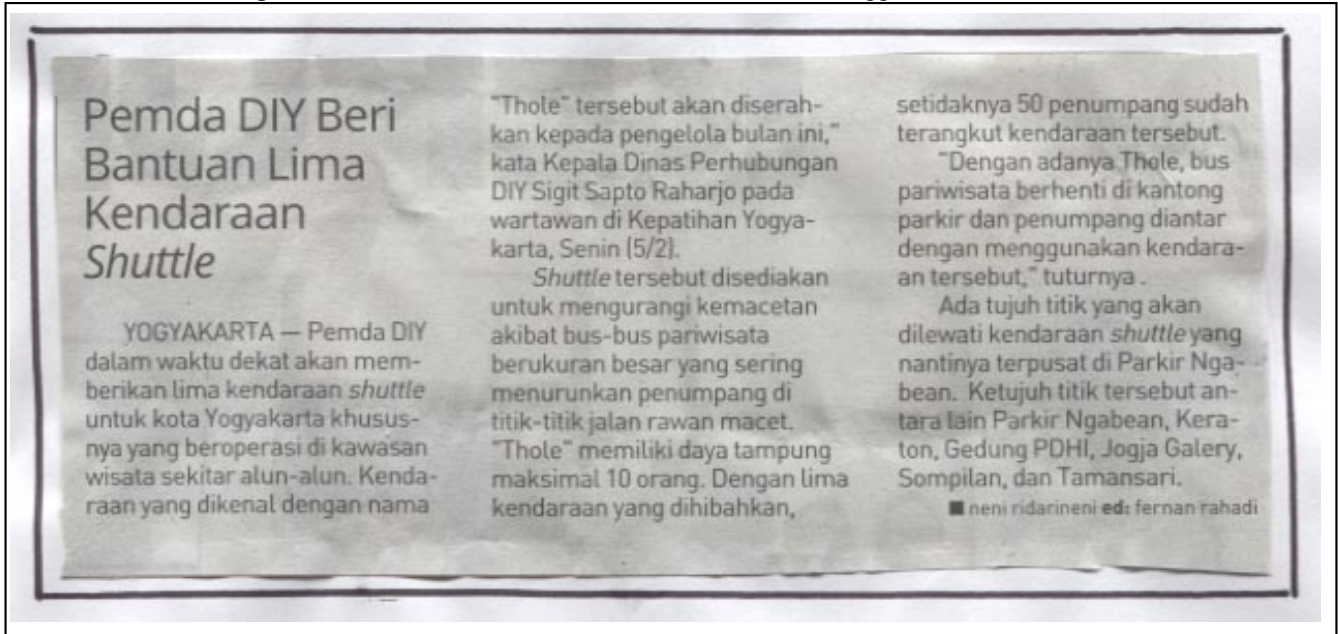 Pemda DIY Beri
Bantuan Lima
Kendaraan
Shuttle
YOGYAKARTA — Pemda DIY
dalam waktu dekat akan mem-
berikan lima kendaraan shuttle
untuk kota Yogyakarta khusus-
nya yang beroperasi di kawasan
wisata sekitar alun-alun. Kenda-
raan yang dikenal dengan nama
"Thole" tersebut akan diserah-
kan kepada pengelola bulan ini,"
kata Kepala Dinas Perhubungan
DIY Sigit Sapto Raharjo pada
wartawan di Kepatihan Yogya-
karta, Senin (5/2).
Shuttle tersebut disediakan
untuk mengurangi kemacetan
akibat bus-bus pariwisata
berukuran besar yang sering
menurunkan penumpang di
titik-titik jalan rawan macet.
"Thole" memiliki daya tampung
maksimal 10 orang. Dengan lima
kendaraan yang dihibahkan,
setidaknya 50 penumpang sudah
terangkut kendaraan tersebut.
"Dengan adanya Thole, bus
pariwisata berhenti di kantong
parkir dan penumpang diantar
dengan menggunakan kendara-
an tersebut," tuturnya .
Ada tujuh titik yang akan
dilewati kendaraan shuttle yang
nantinya terpusat di Parkir Nga-
bean. Ketujuh titik tersebut an-
tara lain Parkir Ngabean, Kera-
ton, Gedung PDHI, Jogja Galery,
Sompilan, dan Tamansari.
■ neni ridarineni ed: fernan rahadi